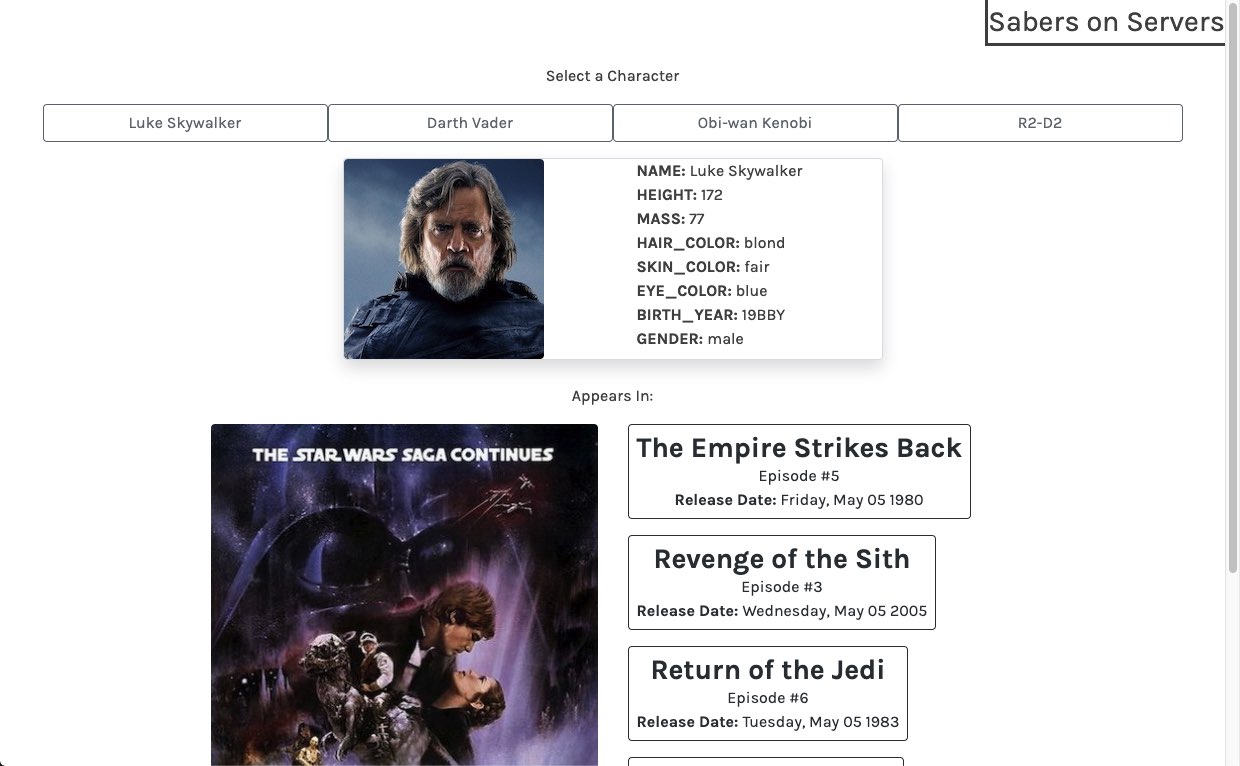 Sabers on Servers
Select a Character
Luke Skywalker
Darth Vader
Obi-wan Kenobi
R2-D2
NAME: Luke Skywalker
HEIGHT: 172
MASS: 77
HAIR_COLOR: blond
SKIN_COLOR: fair
EYE_COLOR: blue
BIRTH_YEAR: 19BBY
GENDER: male
Appears In:
THE STAR WARS SAGA CONTINUES
The Empire Strikes Back
Episode #5
Release Date: Friday, May 05 1980
Revenge of the Sith
Episode #3
Release Date: Wednesday, May 05 2005
Return of the Jedi
Episode #6
Release Date: Tuesday, May 05 1983